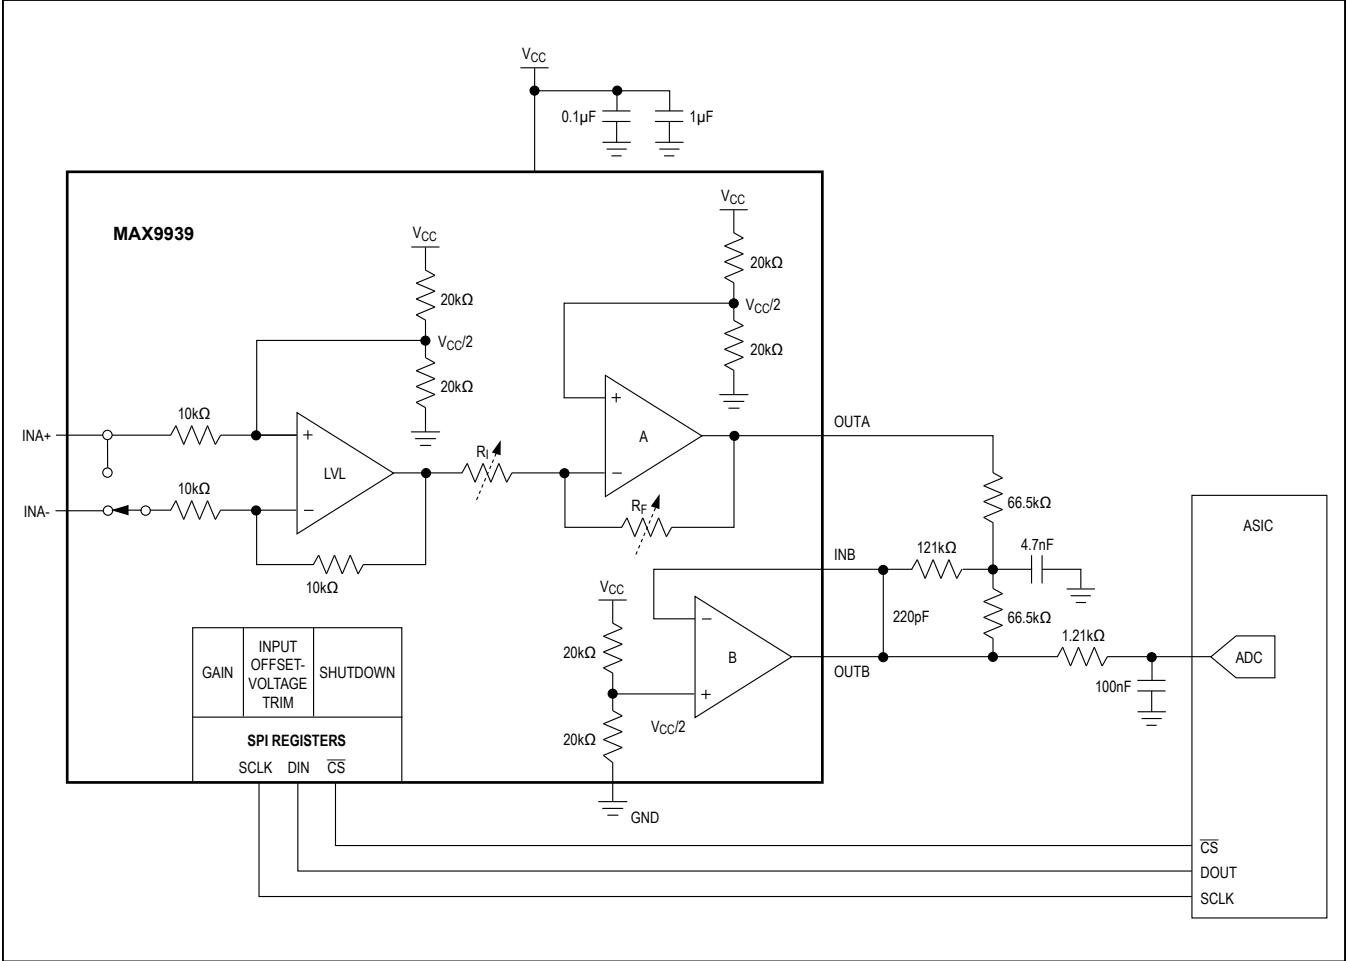 VCC
0.1µF
1µF
MAX9939
VCC
20kΩ
VCC/2
20kΩ
VCC
20kΩ
VCC/2
20kΩ
INA+
10kΩ
+
LVL
INA-
10kΩ
−
10kΩ
RI
+
A
−
RF
OUTA
66.5kΩ
INB
121kΩ
4.7nF
220pF
66.5kΩ
VCC
20kΩ
−
B
+
VCC/2
20kΩ
GND
OUTB
1.21kΩ
100nF
ASIC
ADC
GAIN
INPUT
OFFSET-
VOLTAGE
TRIM
SHUTDOWN
SPI REGISTERS
SCLK DIN C̅S̅
C̅S̅
DOUT
SCLK